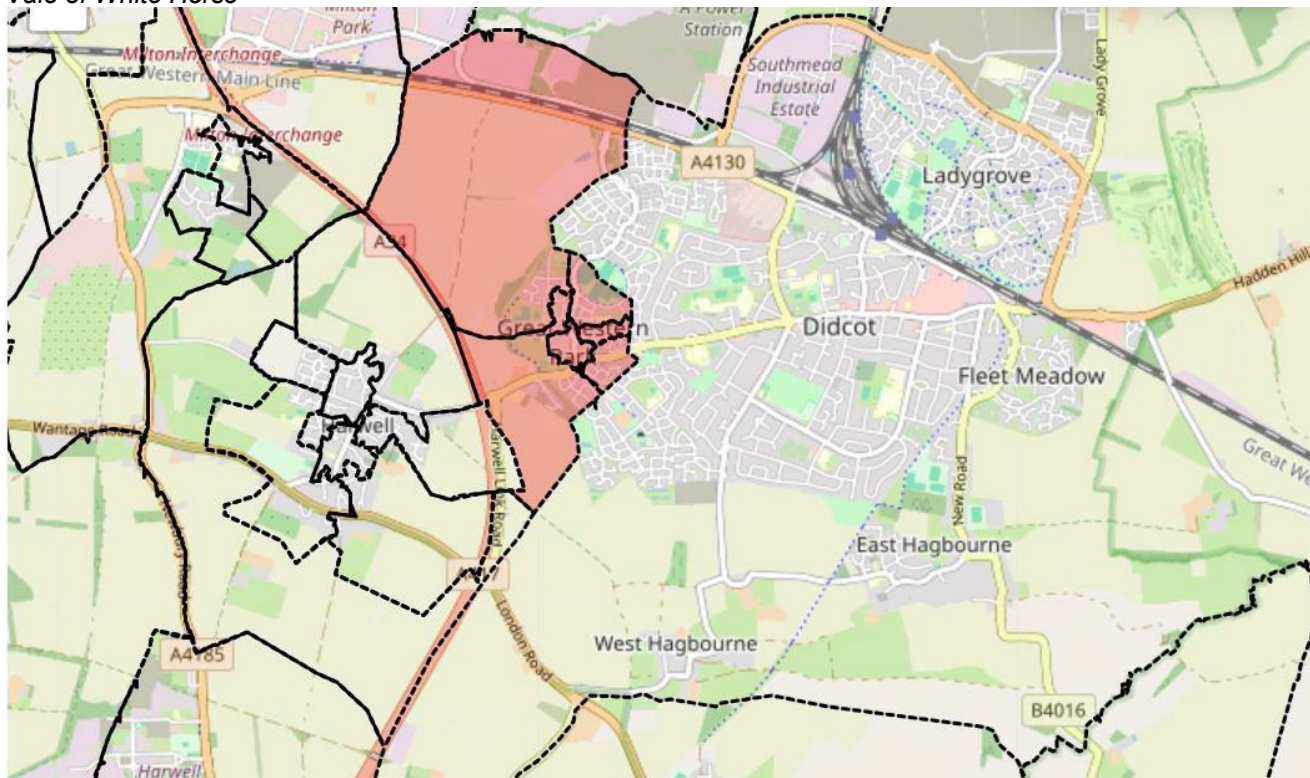 Vale of White Horse
Milton
Park
A Power
Station
Milton Interchange
Great Western Main Line
Southmead
Industrial
Estate
Lady Grove
Milton Interchange
A4130
Ladygrove
A34
Hadden Hill
Great Western
Park
Didcot
Fleet Meadow
Wantage Road
Harwell
Harwell Link Road
Great We
New Road
Newbury Road
East Hagbourne
A417
London Road
West Hagbourne
A4185
B4016
Harwell